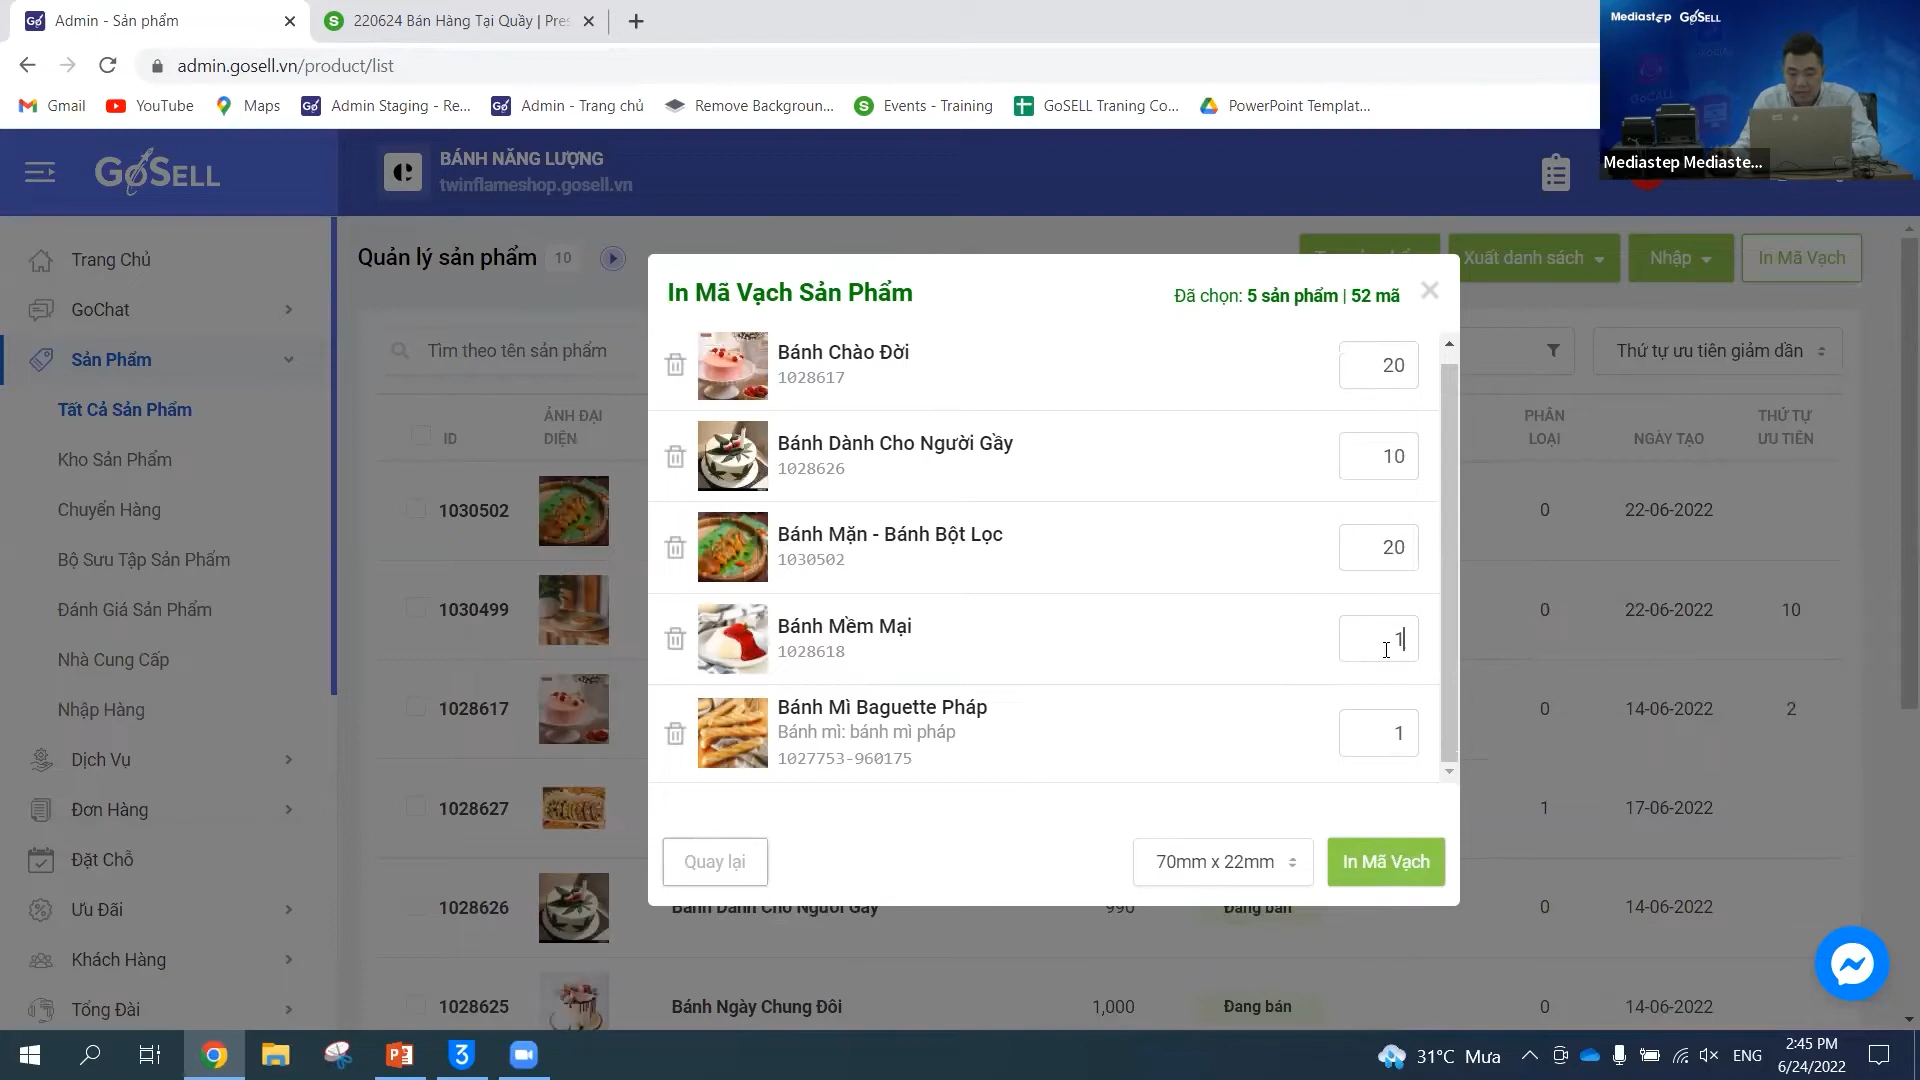 Admin - Sản phẩm
220624 Bán Hàng Tại Quầy | Pres
admin.gosell.vn/product/list
Gmail
YouTube
Maps
Admin Staging - Re...
Admin - Trang chủ
Remove Backgroun...
Events - Training
GoSELL Traning Co...
PowerPoint Templat...
Mediastep GoSELL
Mediastep Mediaste...
GoSELL
BÁNH NĂNG LƯỢNG
twinflameshop.gosell.vn
Trang Chủ
GoChat
Sản Phẩm
Tất Cả Sản Phẩm
Kho Sản Phẩm
Chuyển Hàng
Bộ Sưu Tập Sản Phẩm
Đánh Giá Sản Phẩm
Nhà Cung Cấp
Nhập Hàng
Dịch Vụ
Đơn Hàng
Đặt Chỗ
Ưu Đãi
Khách Hàng
Tổng Đài
Quản lý sản phẩm 10
Xuất danh sách
Nhập
In Mã Vạch
Tìm theo tên sản phẩm
Thứ tự ưu tiên giảm dần
ID
ẢNH ĐẠI DIỆN
PHÂN LOẠI
NGÀY TẠO
THỨ TỰ ƯU TIÊN
1030502
0
22-06-2022
1030499
0
22-06-2022
10
1028617
0
14-06-2022
2
1028627
1
17-06-2022
1028626
Bánh Dành Cho Người Gầy
990
Đang bán
0
14-06-2022
1028625
Bánh Ngày Chung Đôi
1,000
Đang bán
0
14-06-2022
In Mã Vạch Sản Phẩm
Đã chọn: 5 sản phẩm | 52 mã
Bánh Chào Đời
1028617
20
Bánh Dành Cho Người Gầy
1028626
10
Bánh Mặn - Bánh Bột Lọc
1030502
20
Bánh Mềm Mại
1028618
1
Bánh Mì Baguette Pháp
Bánh mì: bánh mì pháp
1027753-960175
1
Quay lại
70mm x 22mm
In Mã Vạch
31°C Mưa
ENG
2:45 PM
6/24/2022